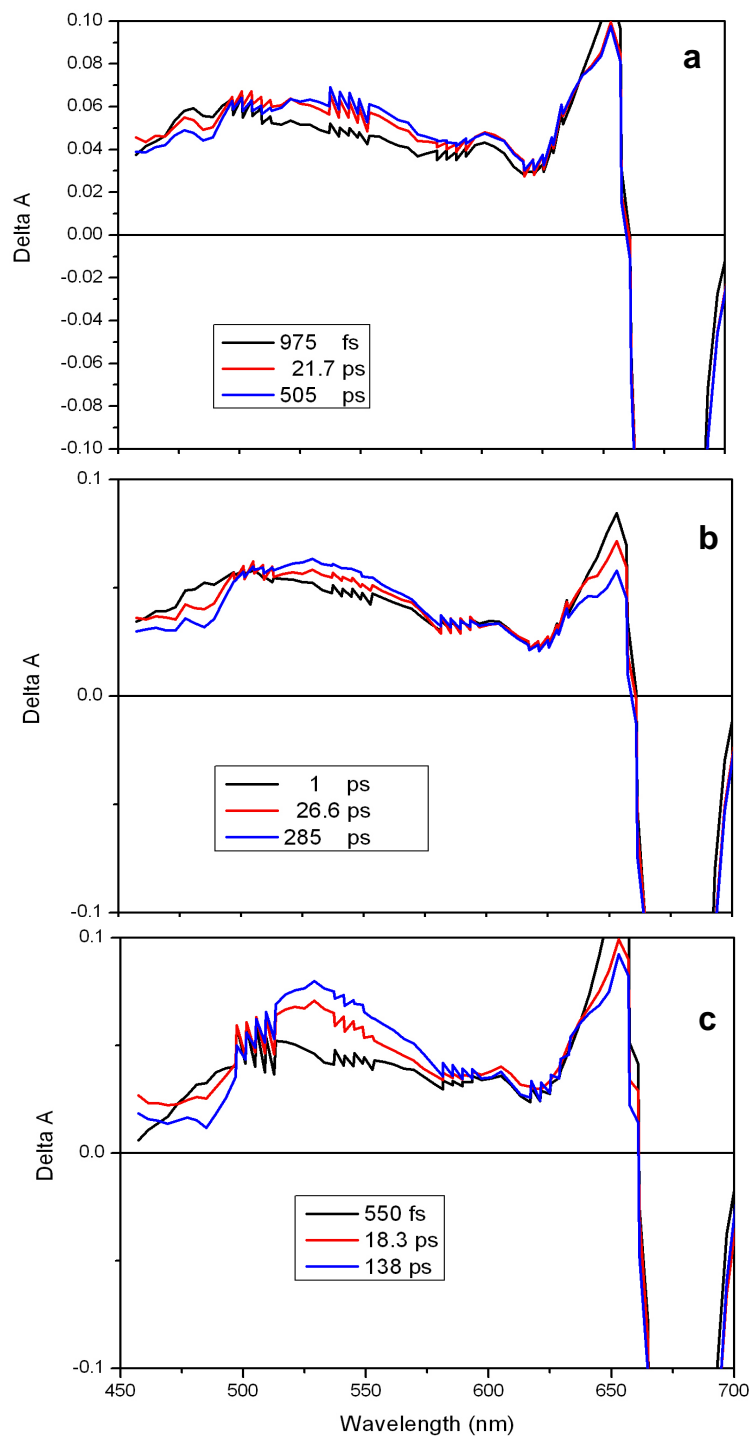 0.10
0.08
0.06
0.04
0.02
0.00
-0.02
-0.04
-0.06
-0.08
-0.10
Delta A
a
975 fs
21.7 ps
505 ps
0.1
0.0
-0.1
Delta A
b
1 ps
26.6 ps
285 ps
0.1
0.0
-0.1
Delta A
c
550 fs
18.3 ps
138 ps
450 500 550 600 650 700
Wavelength (nm)